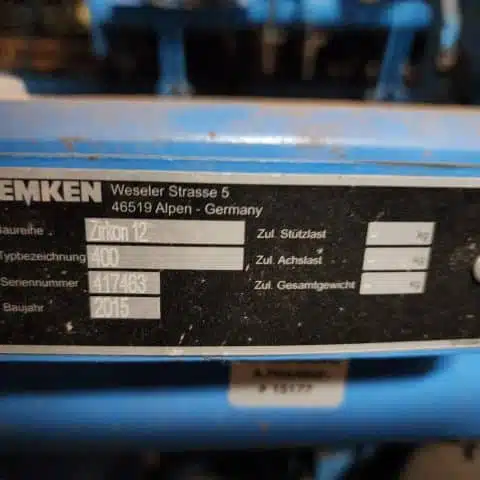 EMKEN Weseler Strasse 5
46519 Alpen - Germany
Baureihe Zirkon 12 Zul. Stützlast - kg
Typbezeichnung 400 Zul. Achslast - kg
Seriennummer 417463 Zul. Gesamtgewicht - kg
Baujahr 2015